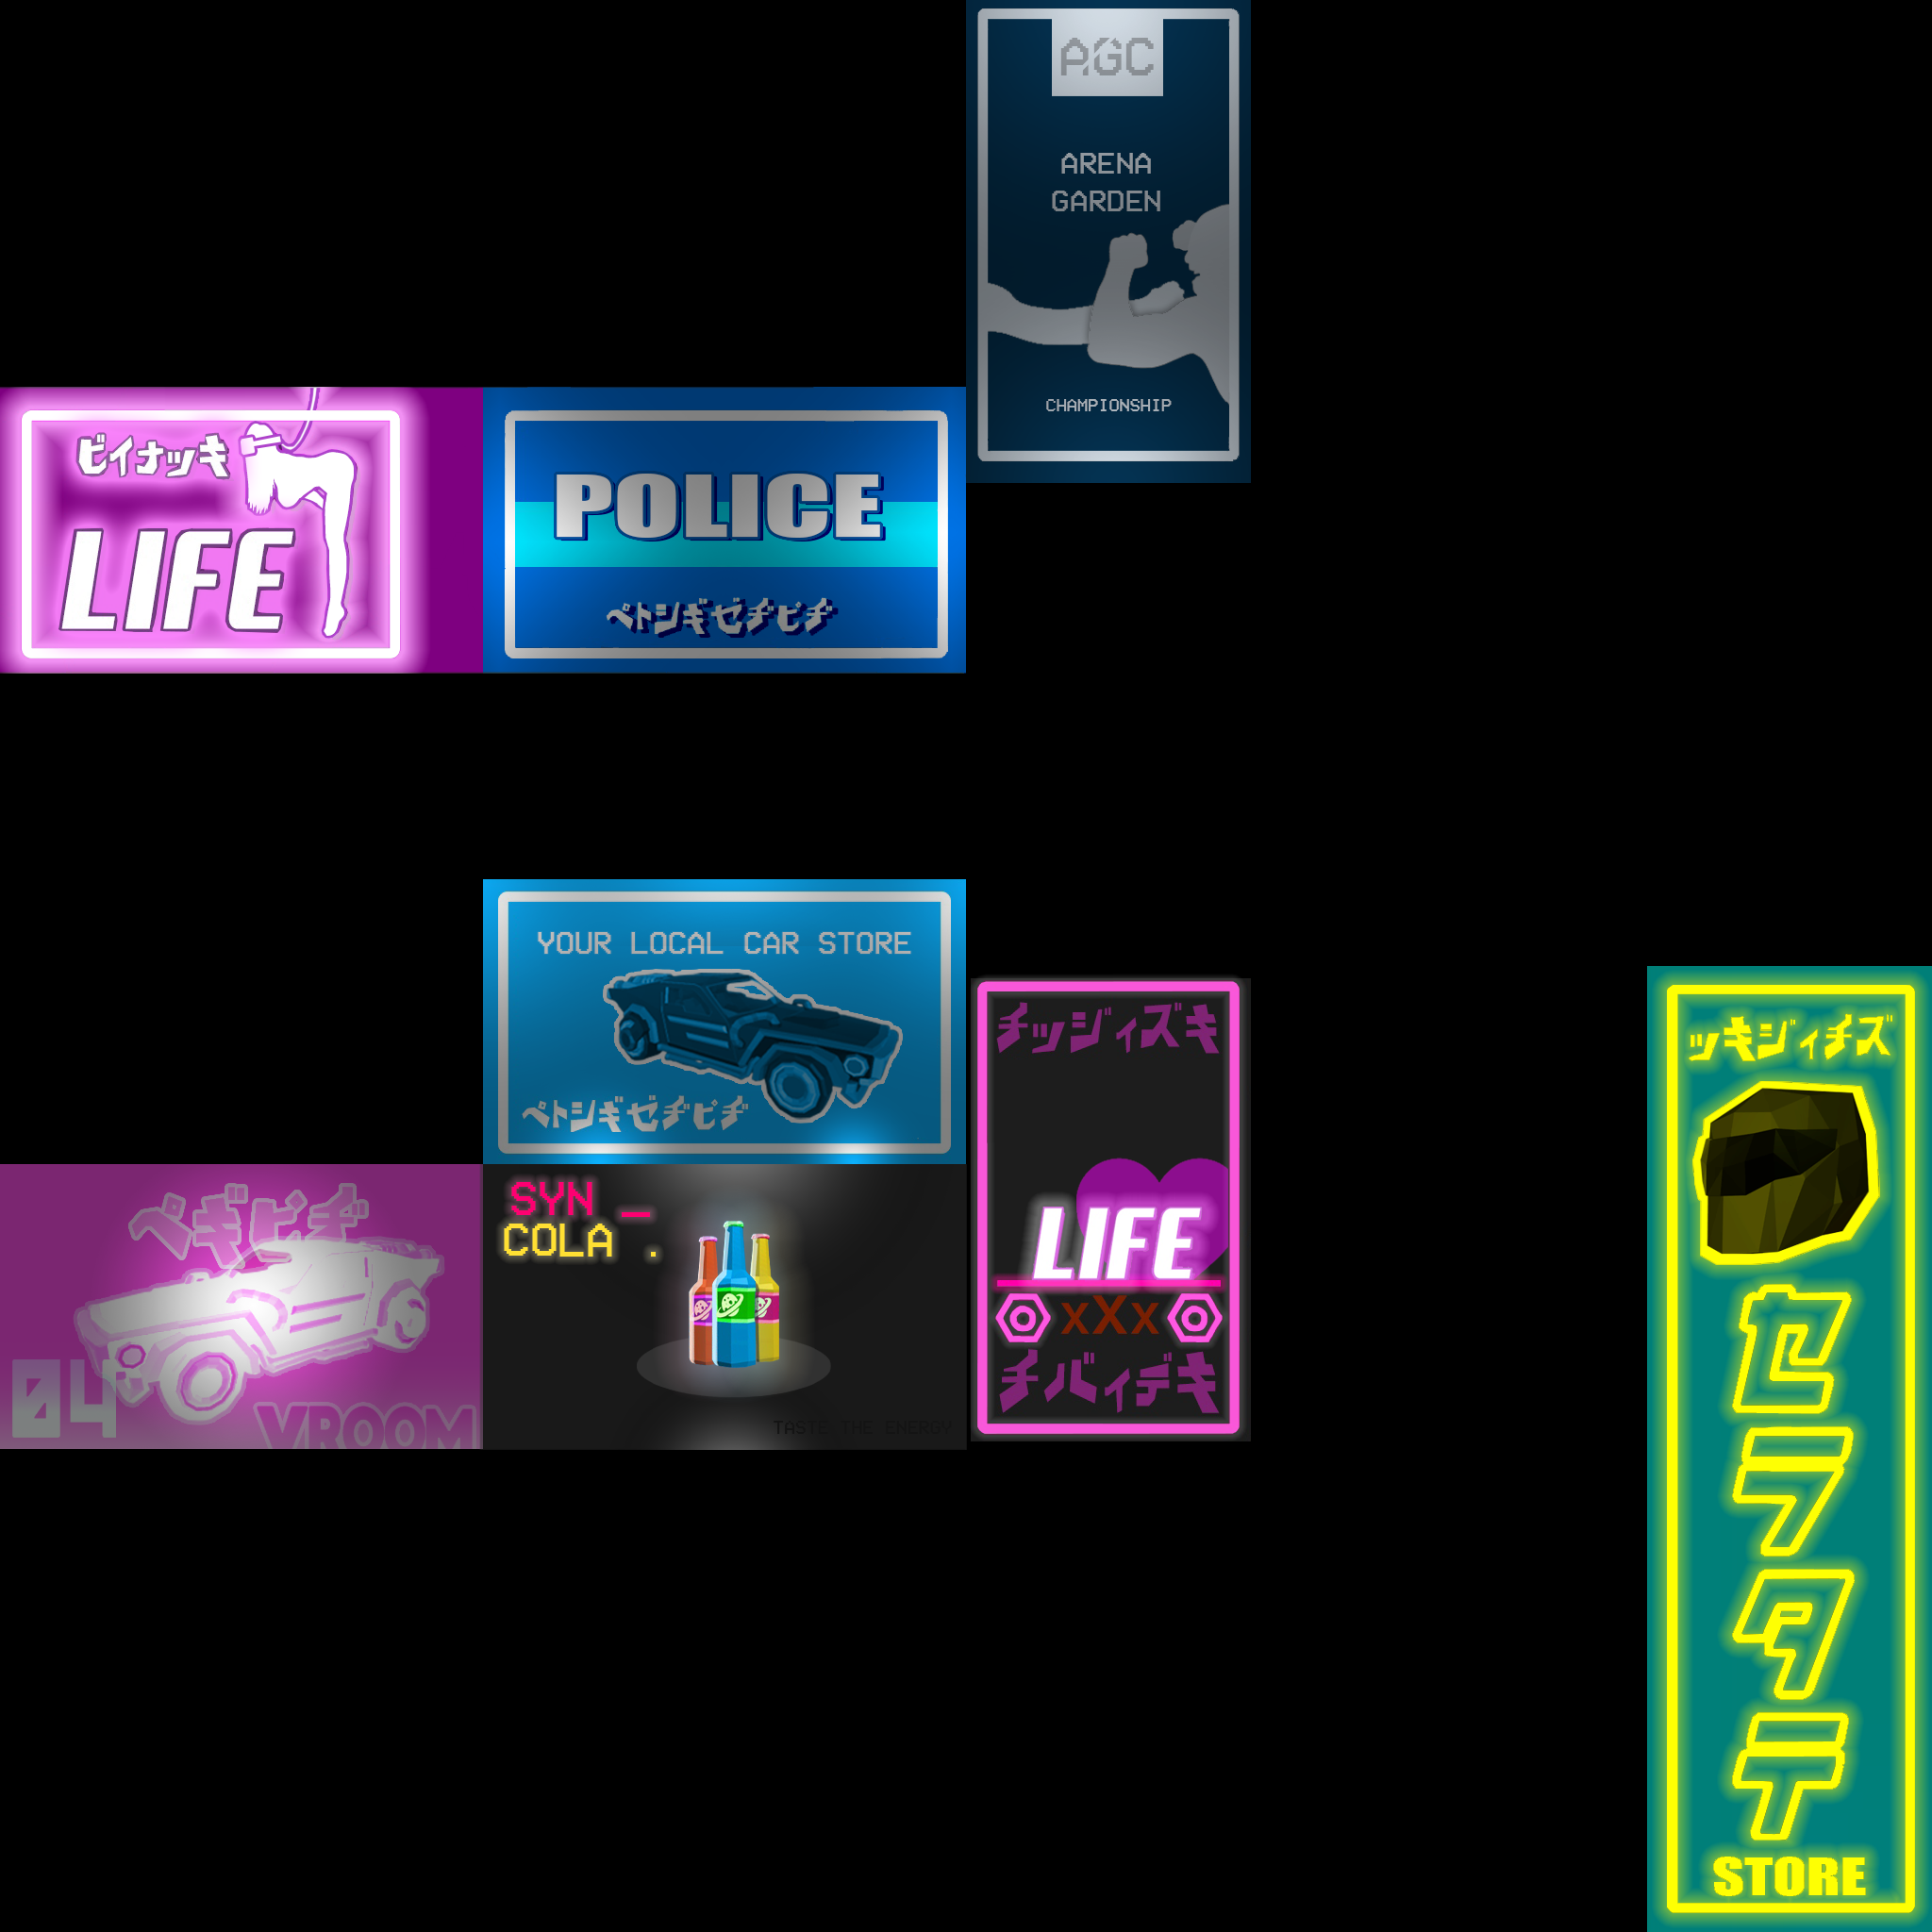 AGC
ARENA
GARDEN
CHAMPIONSHIP
ビイナッキ
LIFE
POLICE
ペトシギゼヂピヂ
YOUR LOCAL CAR STORE
ペトシギゼヂピヂ
チッジィズキ
LIFE
XXX
チバィデキ
ペギビヂ
04
VROOM
SYN _
COLA .
TASTE THE ENERGY
ッキジィチズ
セラタテ
STORE